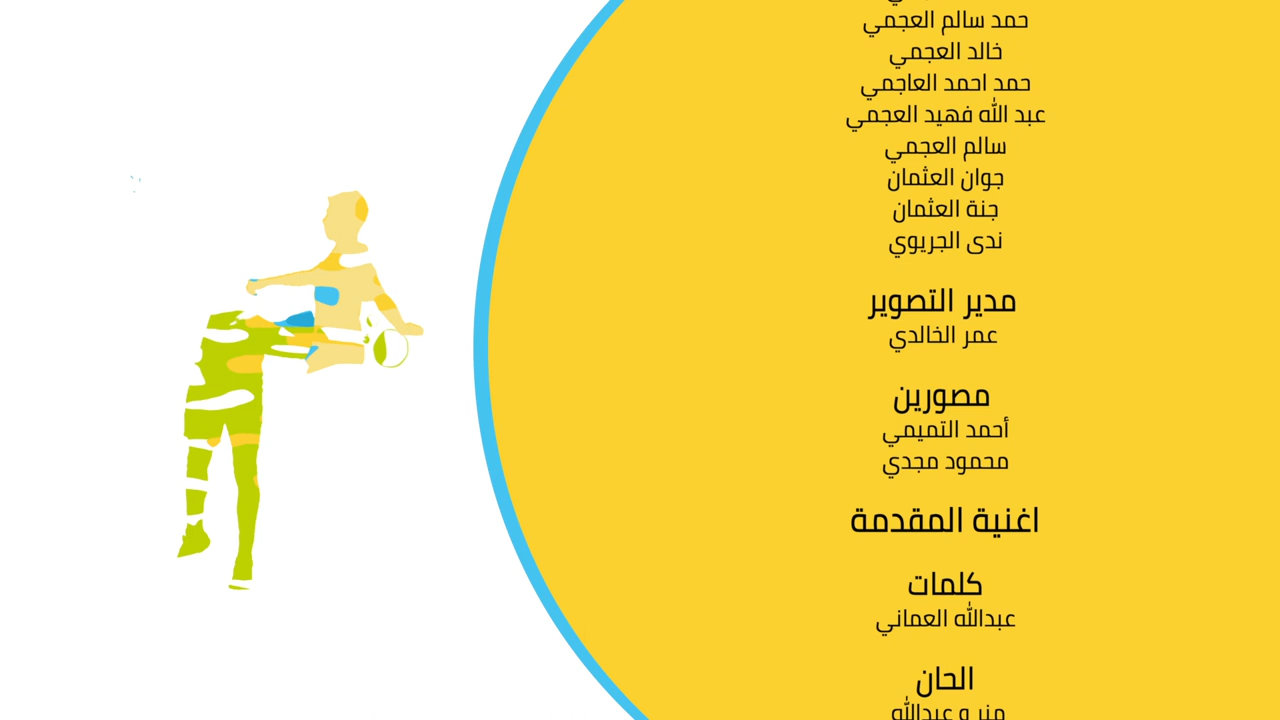 حمد سالم العجمي
خالد العجمي
حمد احمد العاجمي
عبد الله فهيد العجمي
سالم العجمي
جوان العثمان
جنة العثمان
ندى الجريوي
مدير التصوير
عمر الخالدي
مصورين
أحمد التميمي
محمود مجدي
اغنية المقدمة
كلمات
عبدالله العماني
الحان
و عبدالله